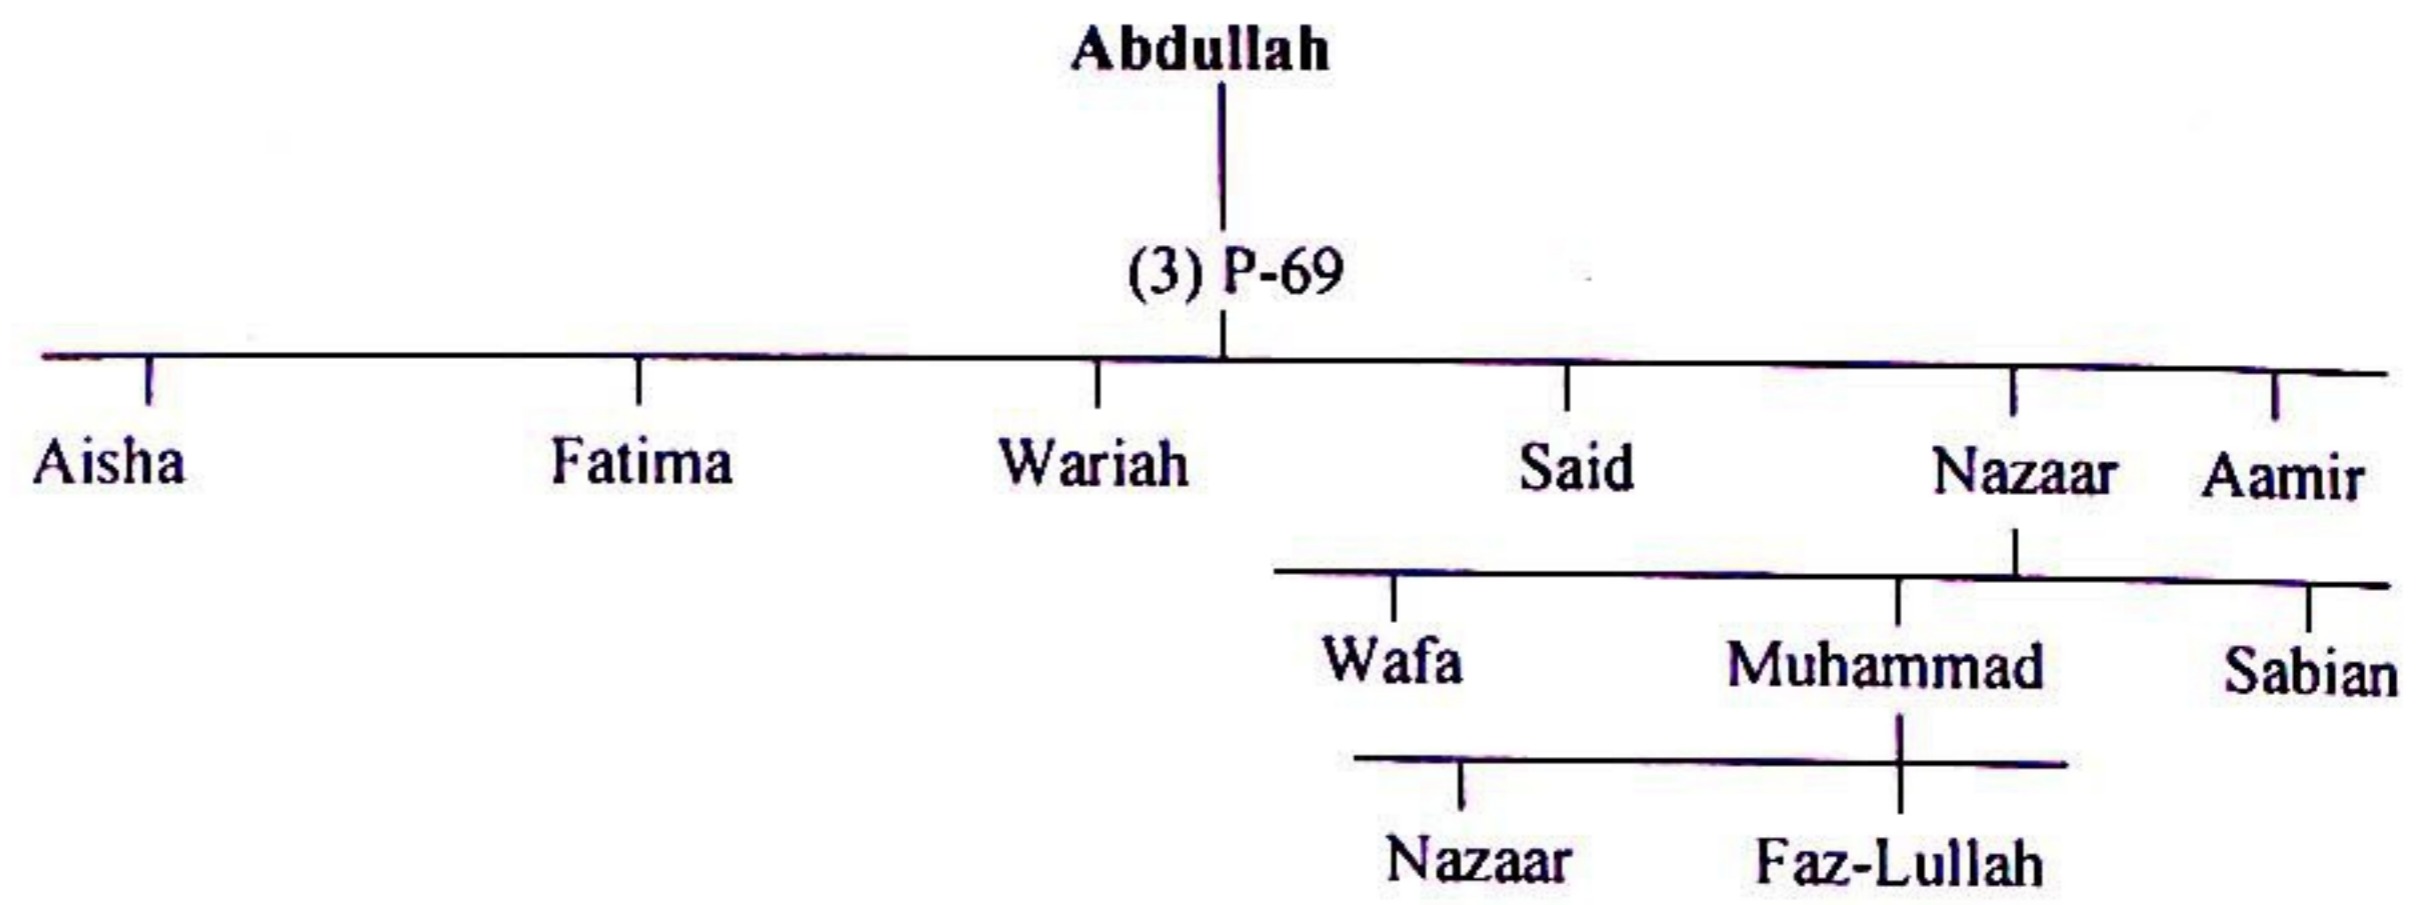 Abdullah
(3) P-69
Aisha Fatima Wariah Said Nazaar Aamir
Wafa Muhammad Sabian
Nazaar Faz-Lullah